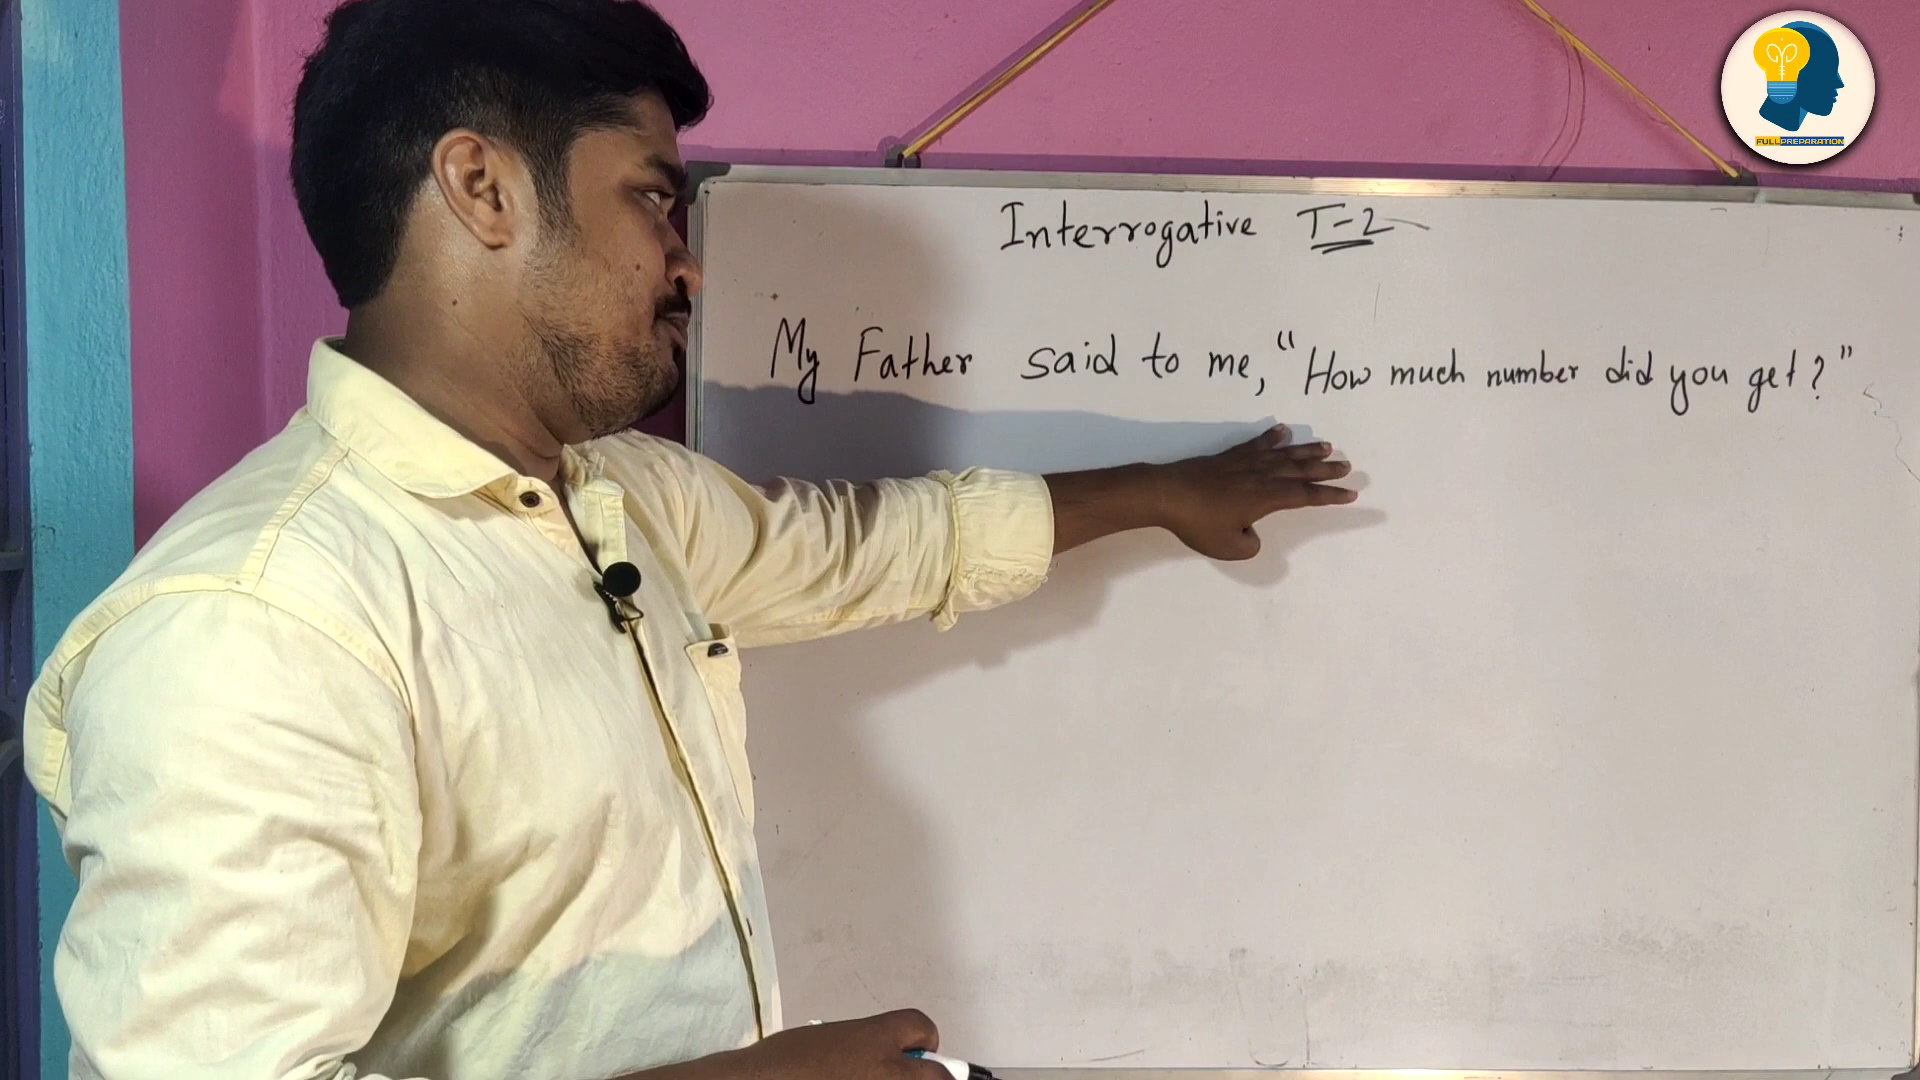 FULLPREPARATION
Interrogative T-2
My Father said to me, "How much number did you get?"